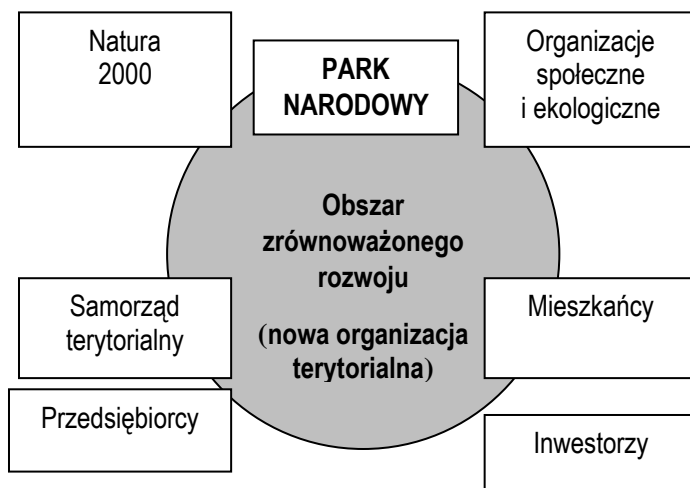 Natura
2000
PARK
NARODOWY
Organizacje
społeczne
i ekologiczne
Obszar
zrównoważonego
rozwoju
(nowa organizacja
terytorialna)
Samorząd
terytorialny
Mieszkańcy
Przedsiębiorcy
Inwestorzy